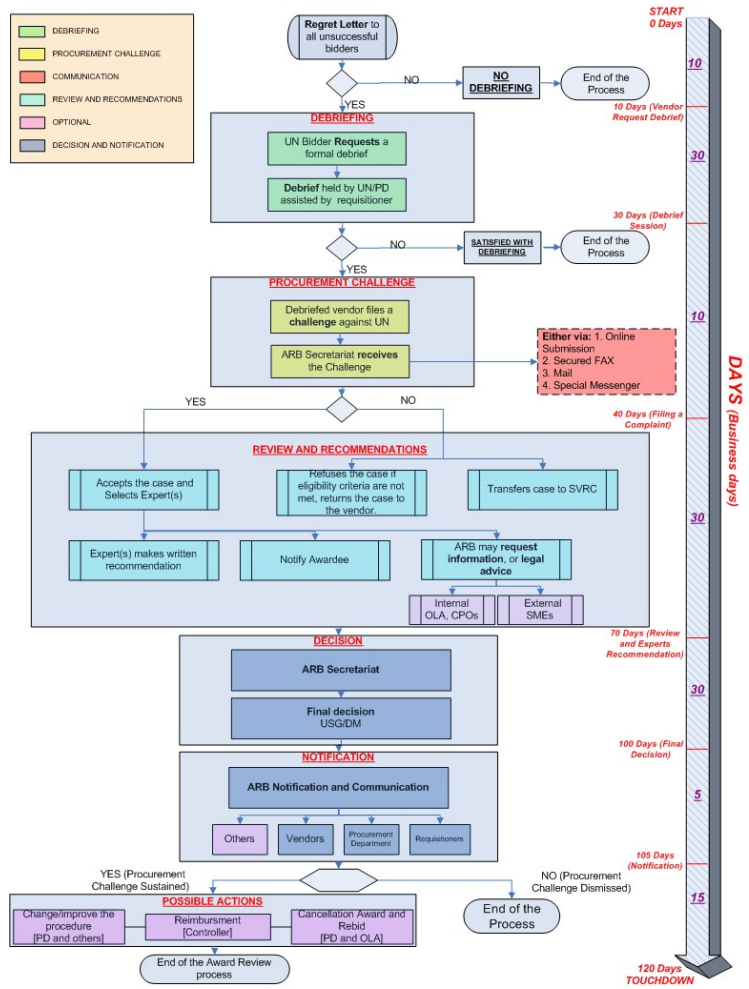 DEBRIEFING
PROCUREMENT CHALLENGE
COMMUNICATION
REVIEW AND RECOMMENDATIONS
OPTIONAL
DECISION AND NOTIFICATION
Regret Letter to
all unsuccessful
bidders
START
0 Days
10
NO
NO
DEBRIEFING
End of the
Process
YES
10 Days (Vendor
Request Debrief)
DEBRIEFING
UN Bidder Requests a
formal debrief
30
Debrief held by UN/PD
assisted by requisitioner
30 Days (Debrief
Session)
NO
SATISFIED WITH
DEBRIEFING
End of the
Process
YES
PROCUREMENT CHALLENGE
Debriefed vendor files a
challenge against UN
10
ARB Secretariat receives
the Challenge
Either via: 1. Online
Submission
2. Secured FAX
3. Mail
4. Special Messenger
DAYS (Business days)
YES
NO
40 Days (Filing a
Complaint)
REVIEW AND RECOMMENDATIONS
Accepts the case and
Selects Expert(s)
Refuses the case if
eligibility criteria are not
met, returns the case to
the vendor.
Transfers case to SVRC
30
Expert(s) makes written
recommendation
Notify Awardee
ARB may request
information, or legal
advice
Internal
OLA, CPOs
External
SMEs
70 Days (Review
and Experts
Recommendation)
DECISION
ARB Secretariat
30
Final decision
USG/DM
100 Days (Final
Decision)
NOTIFICATION
ARB Notification and Communication
5
Others
Vendors
Procurement
Department
Requisitioners
105 Days
(Notification)
YES (Procurement
Challenge Sustained)
NO (Procurement
Challenge Dismissed)
15
POSSIBLE ACTIONS
Change/improve the
procedure
[PD and others]
Reimbursment
[Controller]
Cancellation Award and
Rebid
[PD and OLA]
End of the
Process
End of the Award Review
process
120 Days
TOUCHDOWN